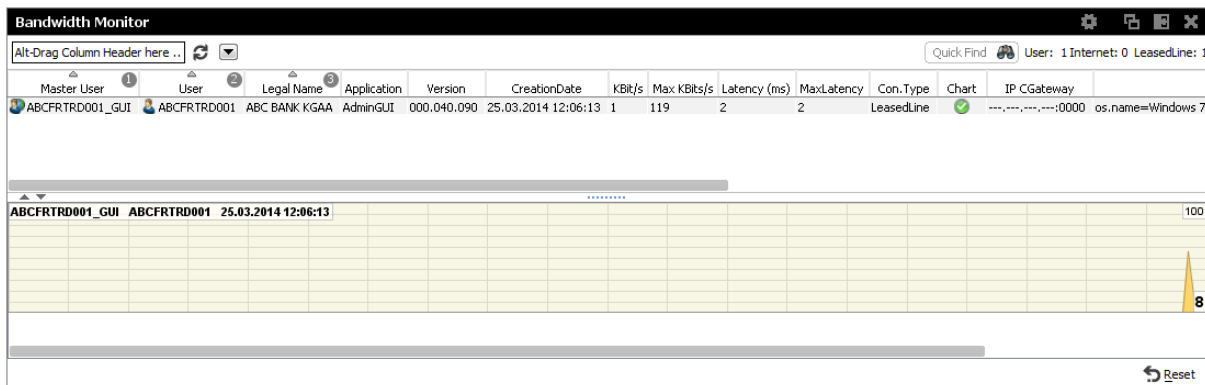 Bandwidth Monitor
Alt-Drag Column Header here .. Quick Find User: 1 Internet: 0 LeasedLine: 1
Master User 1 User 2 Legal Name 3 Application Version CreationDate KBit/s Max KBits/s Latency (ms) MaxLatency Con.Type Chart IP CGateway
ABCFRTRD001_GUI ABCFRTRD001 ABC BANK KGAA AdminGUI 000.040.090 25.03.2014 12:06:13 1 119 2 2 LeasedLine ---.---.---.---:0000 os.name=Windows 7
ABCFRTRD001_GUI ABCFRTRD001 25.03.2014 12:06:13 100
8
Reset